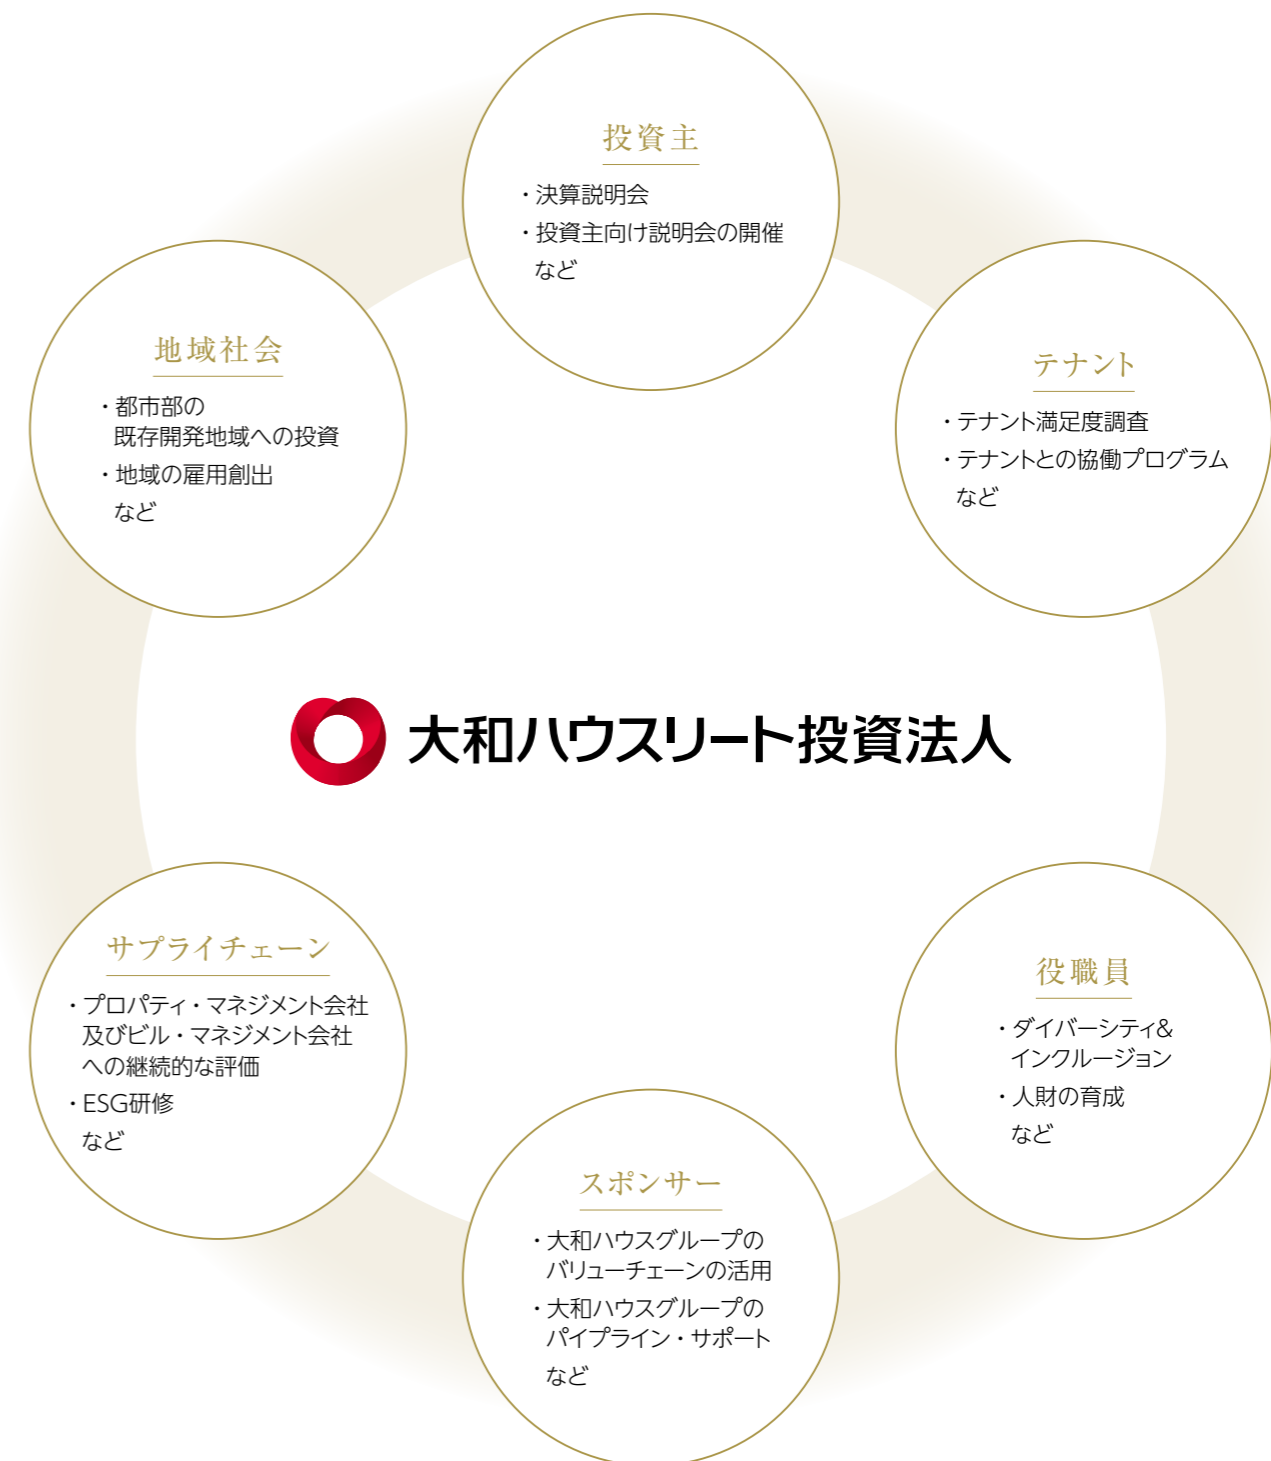 投資主
・決算説明会
・投資主向け説明会の開催
など
地域社会
・都市部の
既存開発地域への投資
・地域の雇用創出
など
テナント
・テナント満足度調査
・テナントとの協働プログラム
など
大和ハウスリート投資法人
サプライチェーン
・プロパティ・マネジメント会社
及びビル・マネジメント会社
への継続的な評価
・ESG研修
など
役職員
・ダイバーシティ&
インクルージョン
・人財の育成
など
スポンサー
・大和ハウスグループの
バリューチェーンの活用
・大和ハウスグループの
パイプライン・サポート
など